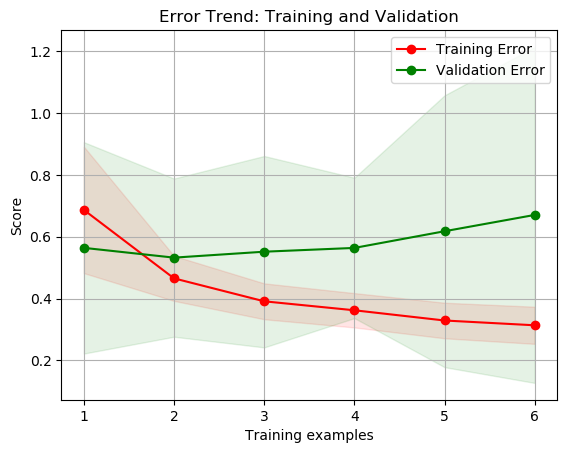 Error Trend: Training and Validation
Training Error
Validation Error
1.2
1.0
0.8
0.6
0.4
0.2
Score
1 2 3 4 5 6
Training examples